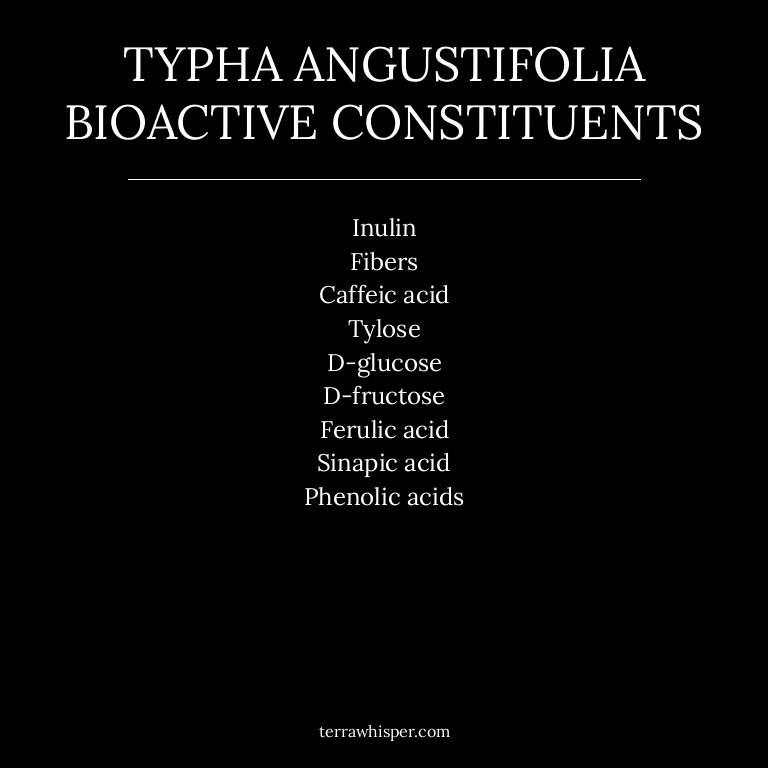 TYPHA ANGUSTIFOLIA
BIOACTIVE CONSTITUENTS
Inulin
Fibers
Caffeic acid
Tylose
D-glucose
D-fructose
Ferulic acid
Sinapic acid
Phenolic acids
terrawhisper.com